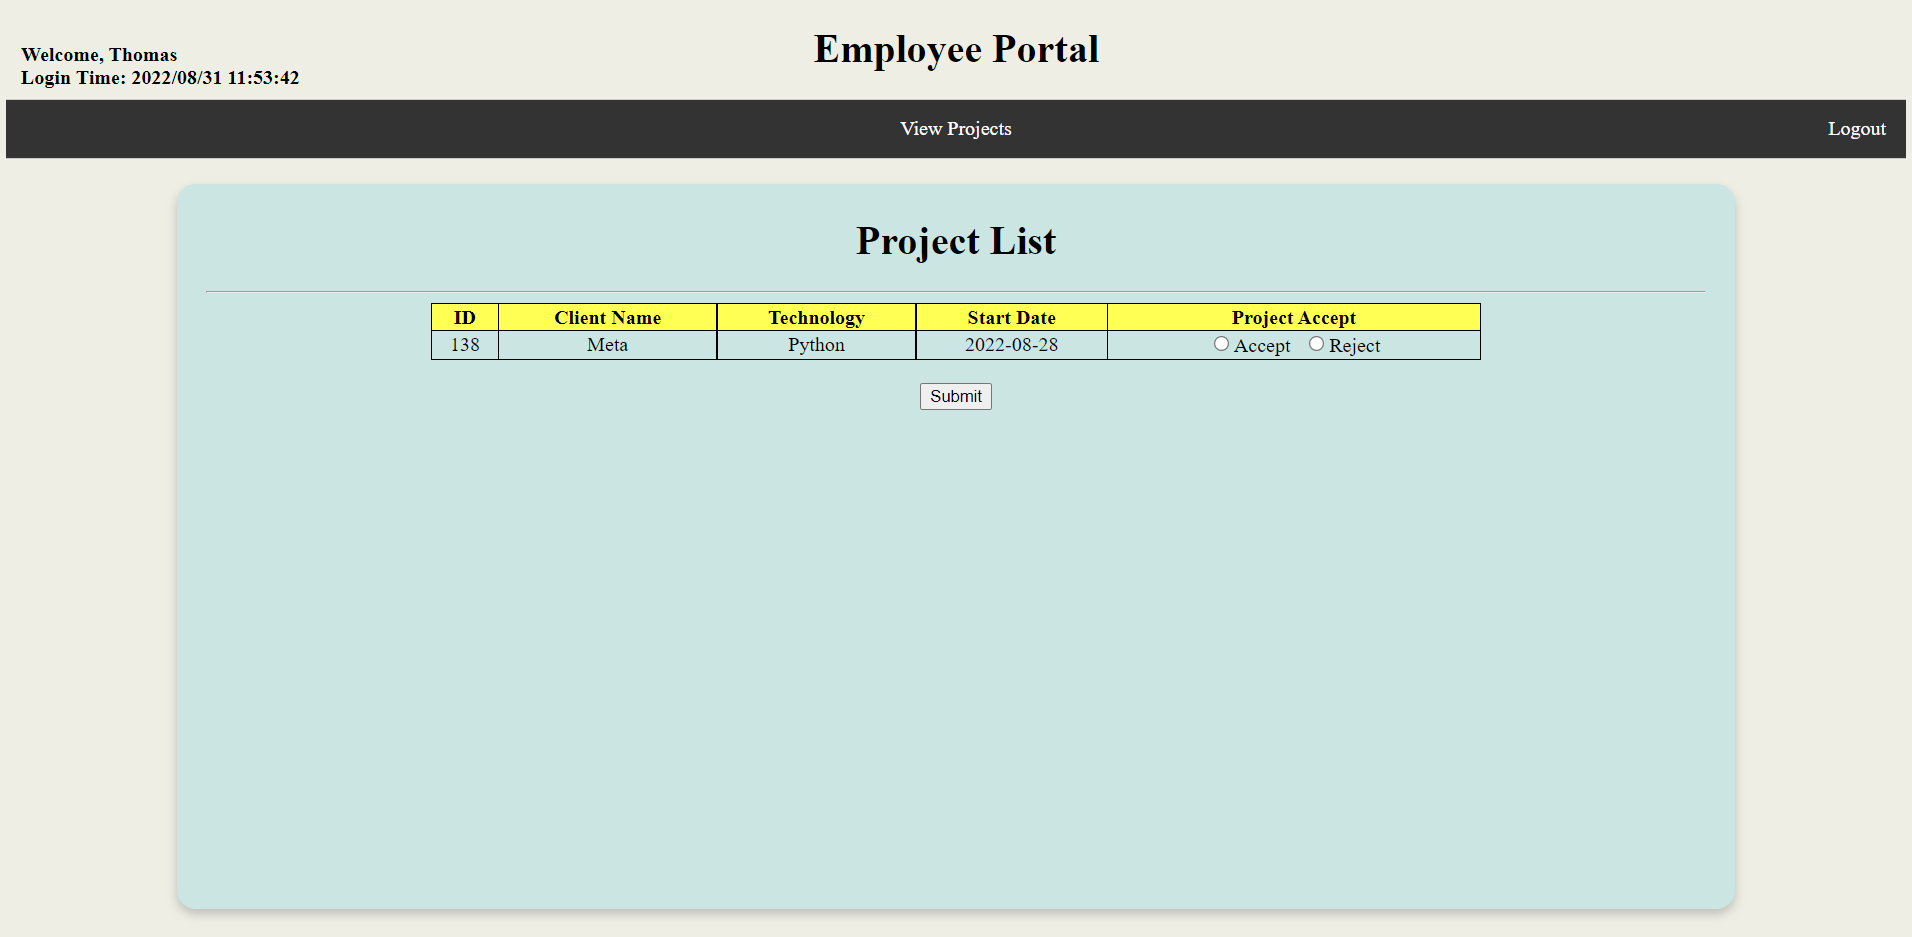 Employee Portal
Welcome, Thomas
Login Time: 2022/08/31 11:53:42
View Projects
Logout
Project List
ID Client Name Technology Start Date Project Accept
138 Meta Python 2022-08-28 Accept Reject
Submit